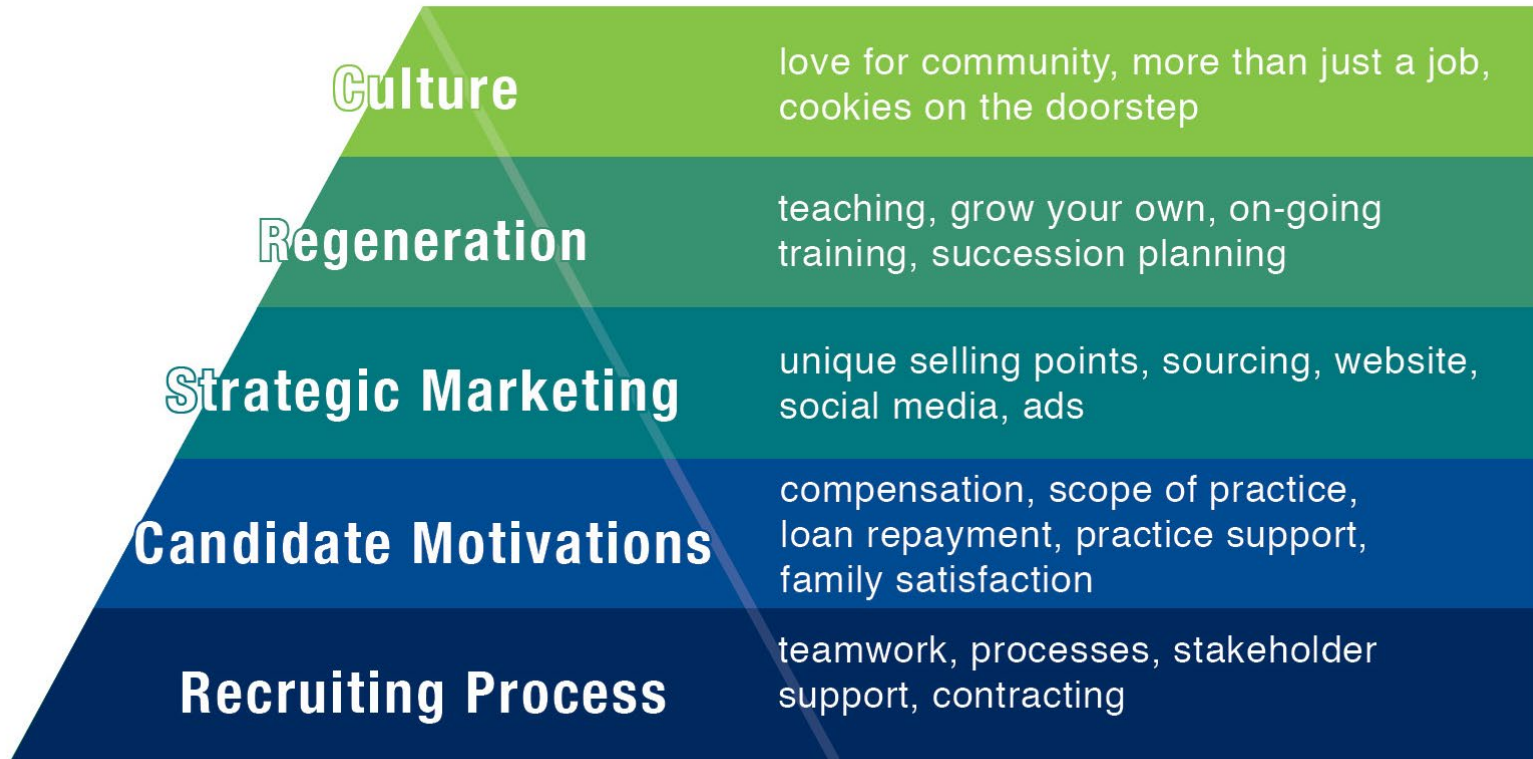 Culture
love for community, more than just a job,
cookies on the doorstep
Regeneration
teaching, grow your own, on-going
training, succession planning
Strategic Marketing
unique selling points, sourcing, website,
social media, ads
Candidate Motivations
compensation, scope of practice,
loan repayment, practice support,
family satisfaction
Recruiting Process
teamwork, processes, stakeholder
support, contracting